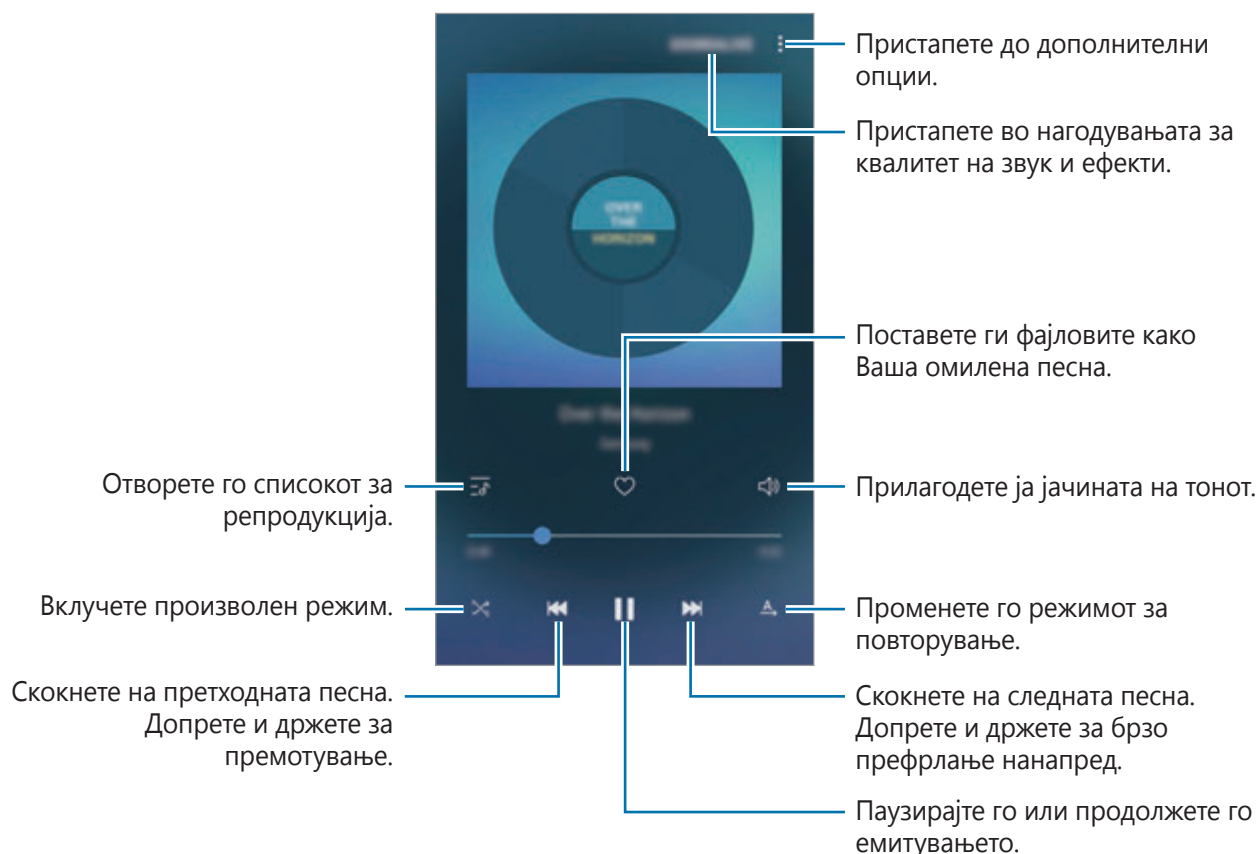 Пристапете до дополнителни
опции.
Пристапете во нагодувањата за
квалитет на звук и ефекти.
OVER
THE
HORIZON
Поставете ги фајловите како
Ваша омилена песна.
Over the Horizon
Отворете го списокот за
репродукција.
Прилагодете ја јачината на тонот.
Вклучете произволен режим.
Променете го режимот за
повторување.
Скокнете на претходната песна.
Допрете и држете за
премотување.
Скокнете на следната песна.
Допрете и држете за брзо
префрлање нанапред.
Паузирајте го или продолжете го
емитувањето.